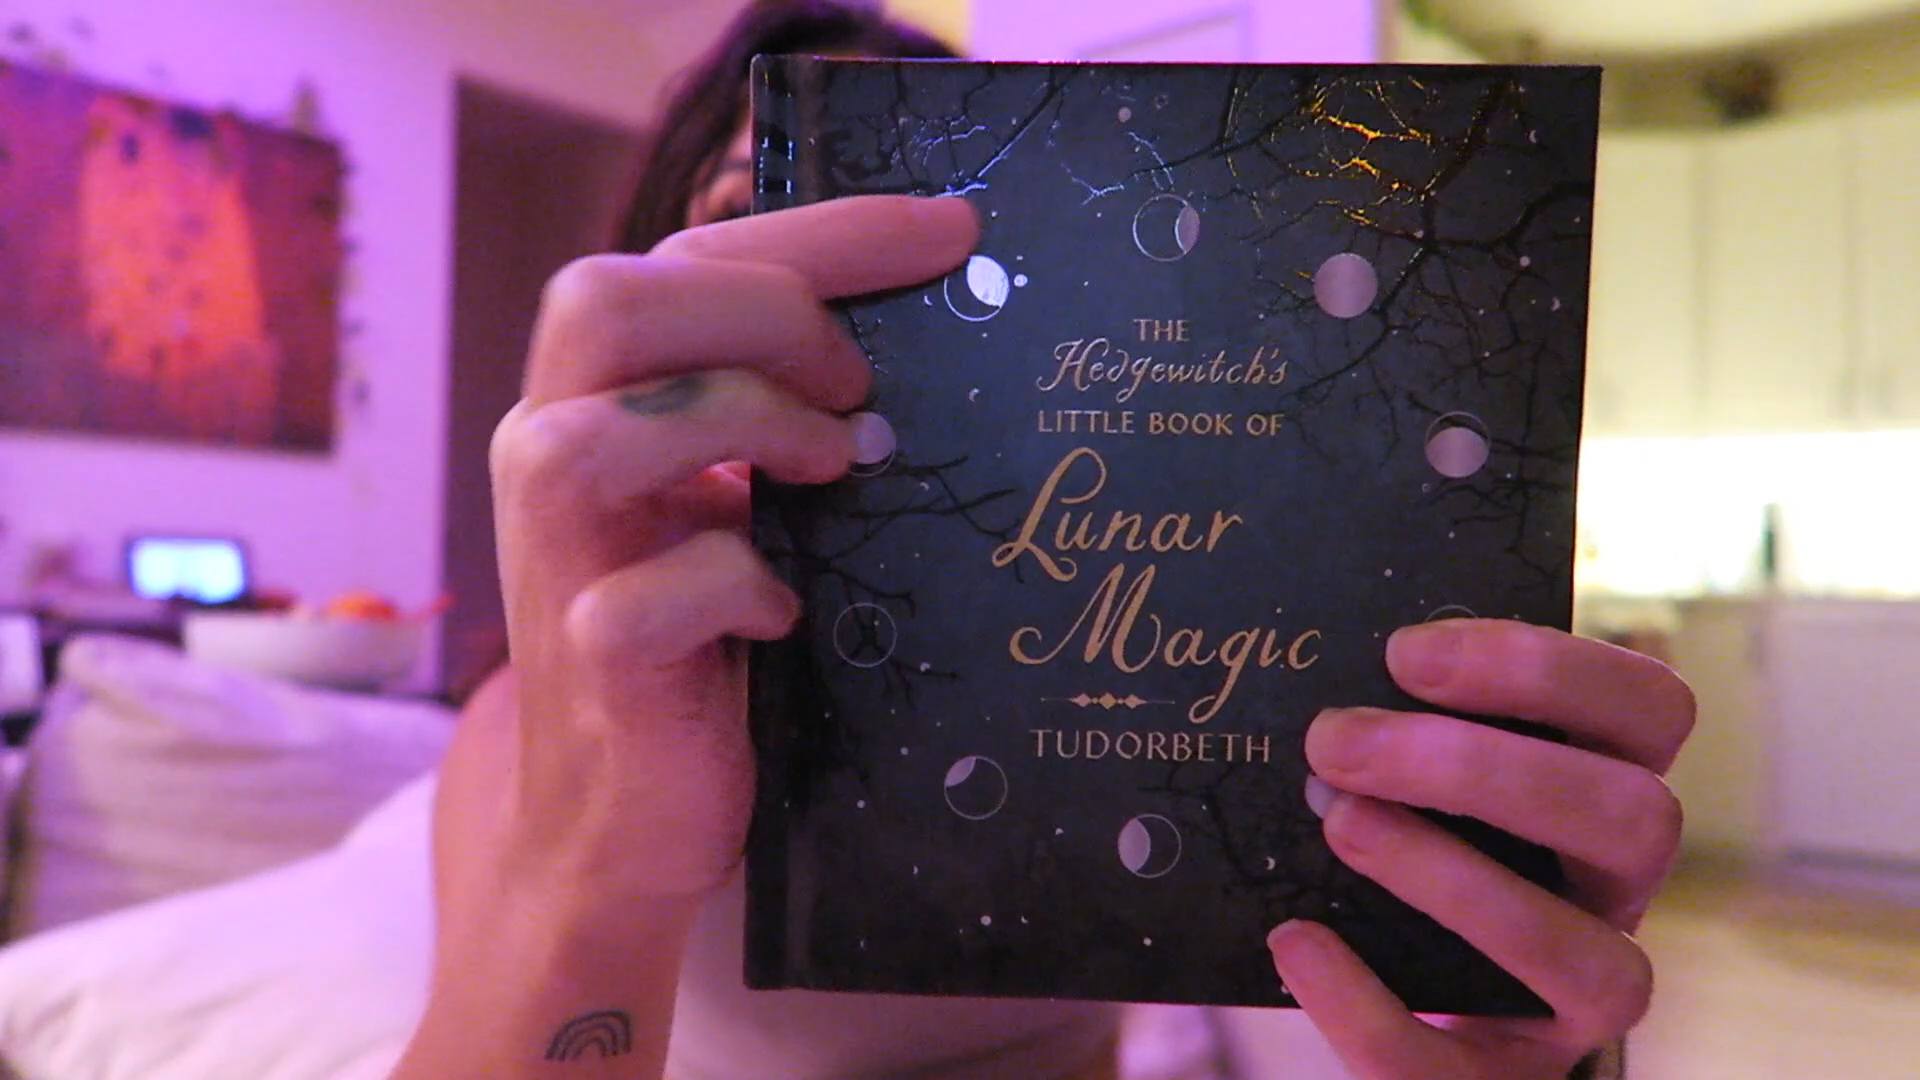 THE
Hedgewitch's
LITTLE BOOK OF
Lunar
Magic
TUDORBETH